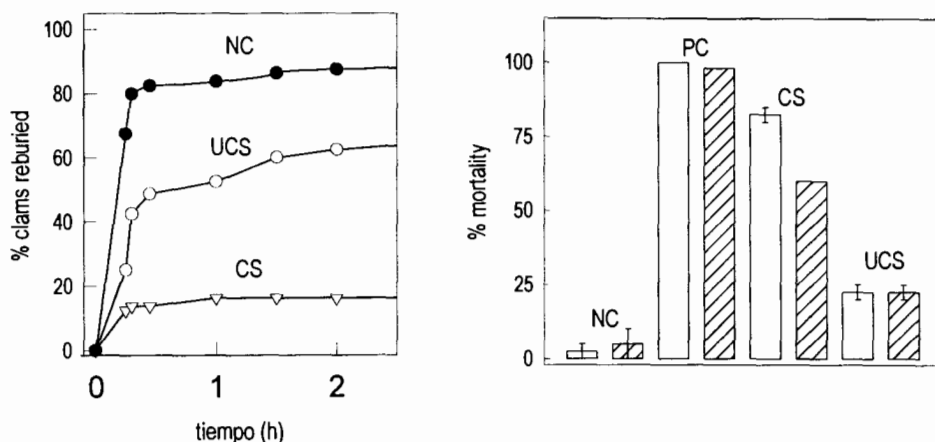 % clams reburied
100
80
60
40
20
0
NC
UCS
CS
0 1 2
tiempo (h)
% mortality
100
75
50
25
0
NC
PC
CS
UCS